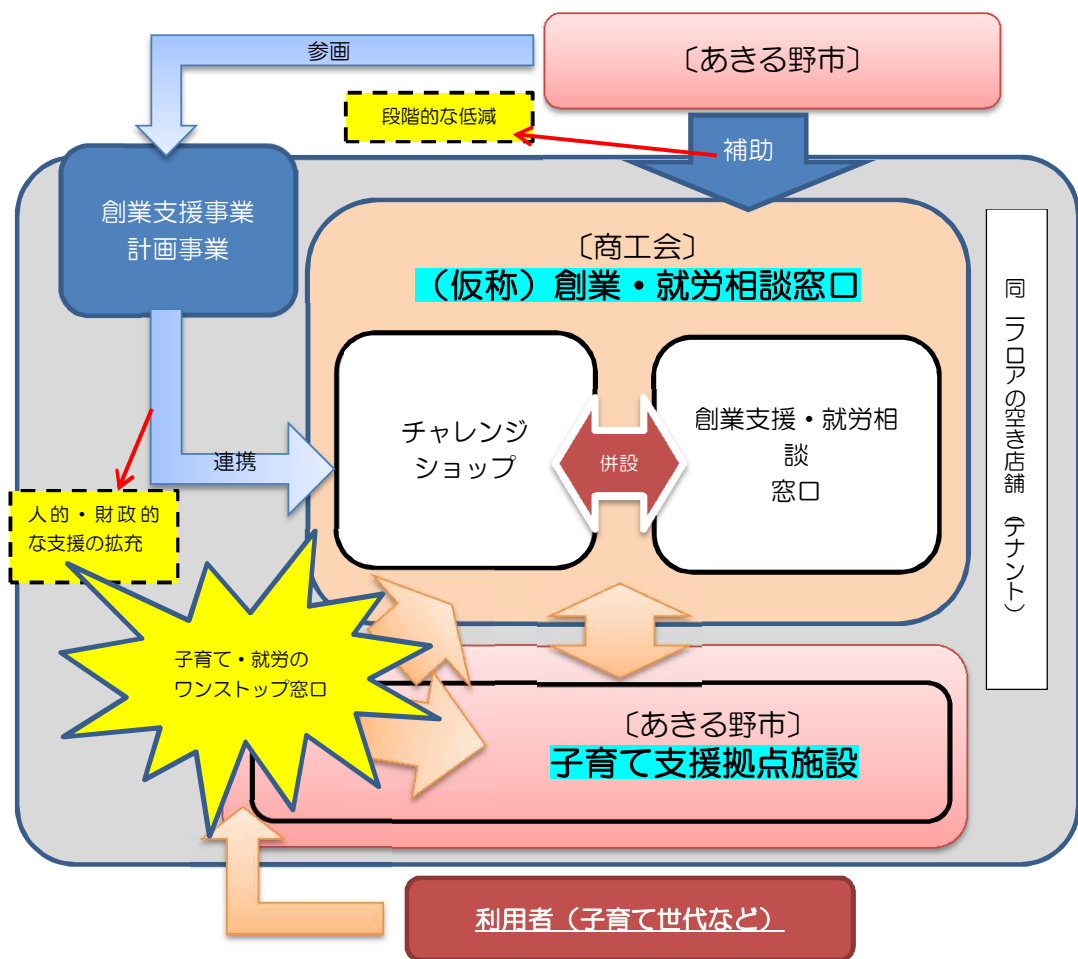 参画
〔あきる野市〕
段階的な低減
補助
創業支援事業
計画事業
〔商工会〕
（仮称）創業・就労相談窓口
同一フロアの空き店舗（テナント）
チャレンジ
ショップ
併設
創業支援・就労相
談
窓口
連携
人的・財政的
な支援の拡充
子育て・就労の
ワンストップ窓口
〔あきる野市〕
子育て支援拠点施設
利用者（子育て世代など）